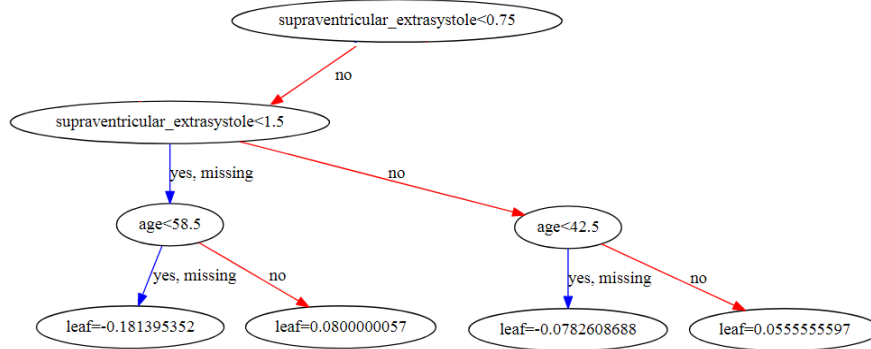 supraventricular_extrasystole<0.75
no
supraventricular_extrasystole<1.5
yes, missing
no
age<58.5
age<42.5
yes, missing
no
yes, missing
no
leaf=-0.181395352
leaf=0.0800000057
leaf=-0.0782608688
leaf=0.0555555597